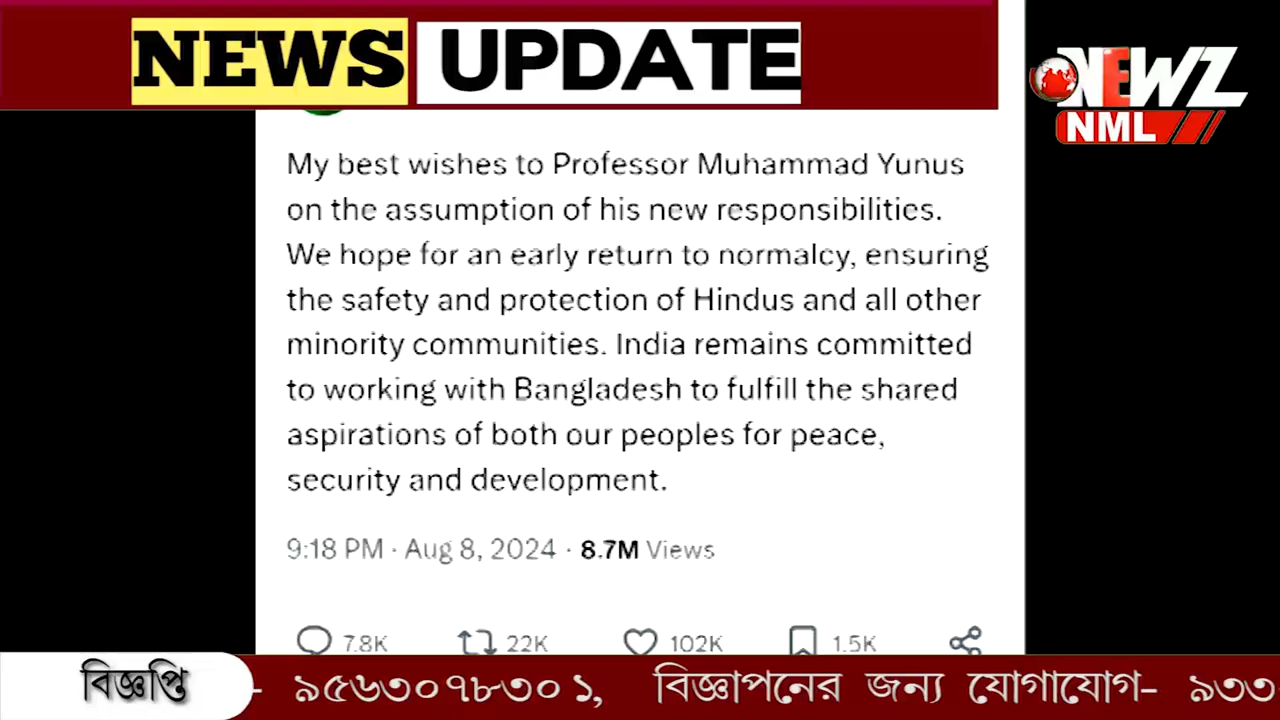 NEWS UPDATE
NEWZ
NML
My best wishes to Professor Muhammad Yunus
on the assumption of his new responsibilities.
We hope for an early return to normalcy, ensuring
the safety and protection of Hindus and all other
minority communities. India remains committed
to working with Bangladesh to fulfill the shared
aspirations of both our peoples for peace,
security and development.
9:18 PM · Aug 8, 2024 · 8.7M Views
7.8K 22K 102K 1.5K
বিজ্ঞপ্তি - ৯৫৬৩০৭৮৩০১, বিজ্ঞাপনের জন্য যোগাযোগ- ৯৩৩